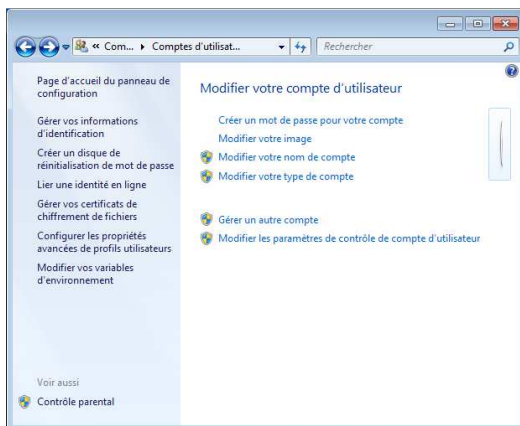 « Com... ▸ Comptes d'utilisat...
Rechercher
Page d'accueil du panneau de
configuration
Gérer vos informations
d'identification
Créer un disque de
réinitialisation de mot de passe
Lier une identité en ligne
Gérer vos certificats de
chiffrement de fichiers
Configurer les propriétés
avancées de profils utilisateurs
Modifier vos variables
d'environnement
Voir aussi
Contrôle parental
Modifier votre compte d'utilisateur
Créer un mot de passe pour votre compte
Modifier votre image
Modifier votre nom de compte
Modifier votre type de compte
Gérer un autre compte
Modifier les paramètres de contrôle de compte d'utilisateur